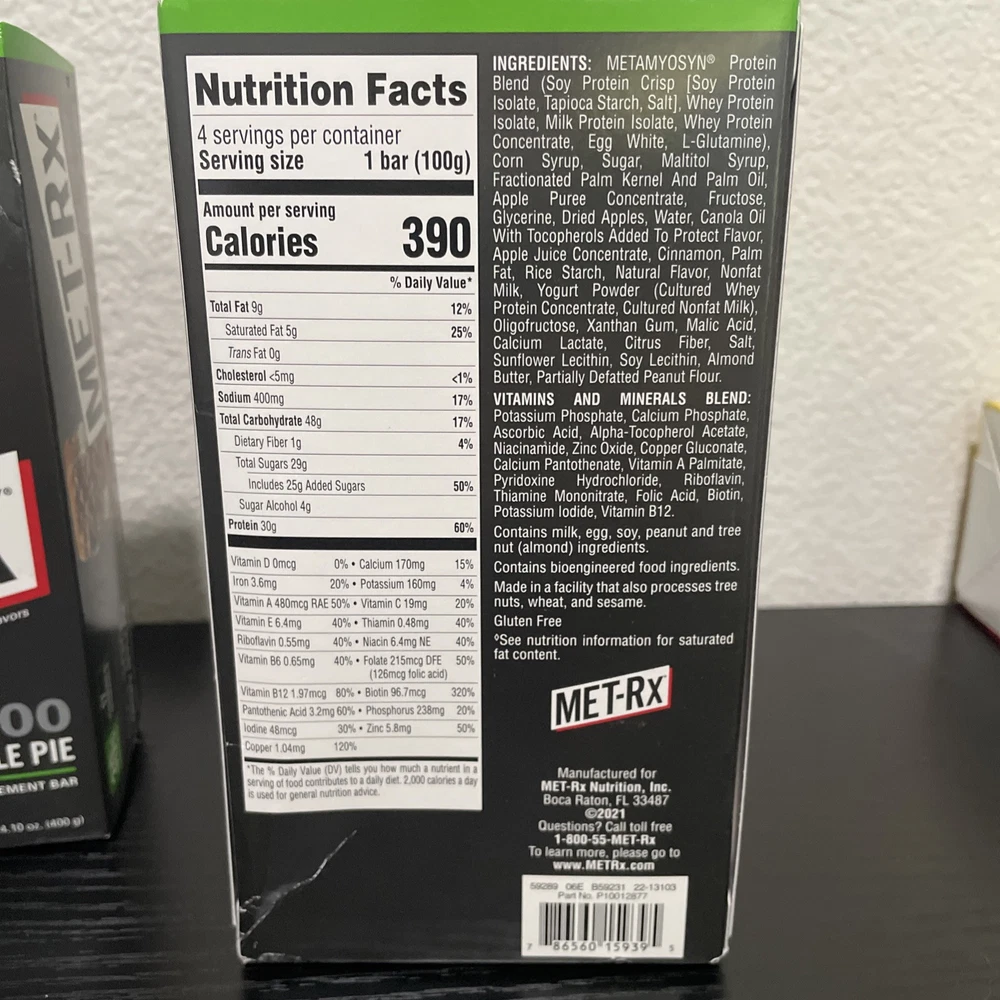 MET-RX
®
vors
00
LE PIE
EMENT BAR
4.10 oz. (400 g)
Nutrition Facts
4 servings per container
Serving size 1 bar (100g)
Amount per serving
Calories 390
% Daily Value*
Total Fat 9g 12%
Saturated Fat 5g 25%
Trans Fat 0g
Cholesterol <5mg <1%
Sodium 400mg 17%
Total Carbohydrate 48g 17%
Dietary Fiber 1g 4%
Total Sugars 29g
Includes 25g Added Sugars 50%
Sugar Alcohol 4g
Protein 30g 60%
Vitamin D 0mcg 0% • Calcium 170mg 15%
Iron 3.6mg 20% • Potassium 160mg 4%
Vitamin A 480mcg RAE 50% • Vitamin C 19mg 20%
Vitamin E 6.4mg 40% • Thiamin 0.48mg 40%
Riboflavin 0.55mg 40% • Niacin 6.4mg NE 40%
Vitamin B6 0.65mg 40% • Folate 215mcg DFE 50%
(126mcg folic acid)
Vitamin B12 1.97mcg 80% • Biotin 96.7mcg 320%
Pantothenic Acid 3.2mg 60% • Phosphorus 238mg 20%
Iodine 48mcg 30% • Zinc 5.8mg 50%
Copper 1.04mg 120%
*The % Daily Value (DV) tells you how much a nutrient in a
serving of food contributes to a daily diet. 2,000 calories a day
is used for general nutrition advice.
INGREDIENTS: METAMYOSYN® Protein
Blend (Soy Protein Crisp [Soy Protein
Isolate, Tapioca Starch, Salt], Whey Protein
Isolate, Milk Protein Isolate, Whey Protein
Concentrate, Egg White, L-Glutamine),
Corn Syrup, Sugar, Maltitol Syrup,
Fractionated Palm Kernel And Palm Oil,
Apple Puree Concentrate, Fructose,
Glycerine, Dried Apples, Water, Canola Oil
With Tocopherols Added To Protect Flavor,
Apple Juice Concentrate, Cinnamon, Palm
Fat, Rice Starch, Natural Flavor, Nonfat
Milk, Yogurt Powder (Cultured Whey
Protein Concentrate, Cultured Nonfat Milk),
Oligofructose, Xanthan Gum, Malic Acid,
Calcium Lactate, Citrus Fiber, Salt,
Sunflower Lecithin, Soy Lecithin, Almond
Butter, Partially Defatted Peanut Flour.
VITAMINS AND MINERALS BLEND:
Potassium Phosphate, Calcium Phosphate,
Ascorbic Acid, Alpha-Tocopherol Acetate,
Niacinamide, Zinc Oxide, Copper Gluconate,
Calcium Pantothenate, Vitamin A Palmitate,
Pyridoxine Hydrochloride, Riboflavin,
Thiamine Mononitrate, Folic Acid, Biotin,
Potassium Iodide, Vitamin B12.
Contains milk, egg, soy, peanut and tree
nut (almond) ingredients.
Contains bioengineered food ingredients.
Made in a facility that also processes tree
nuts, wheat, and sesame.
Gluten Free
°See nutrition information for saturated
fat content.
MET-Rx
Manufactured for
MET-Rx Nutrition, Inc.
Boca Raton, FL 33487
©2021
Questions? Call toll free
1-800-55-MET-Rx
To learn more, please go to
www.METRx.com
59289 06E B59231 22-13103
Part No. P10012877
7 86560 15939 5